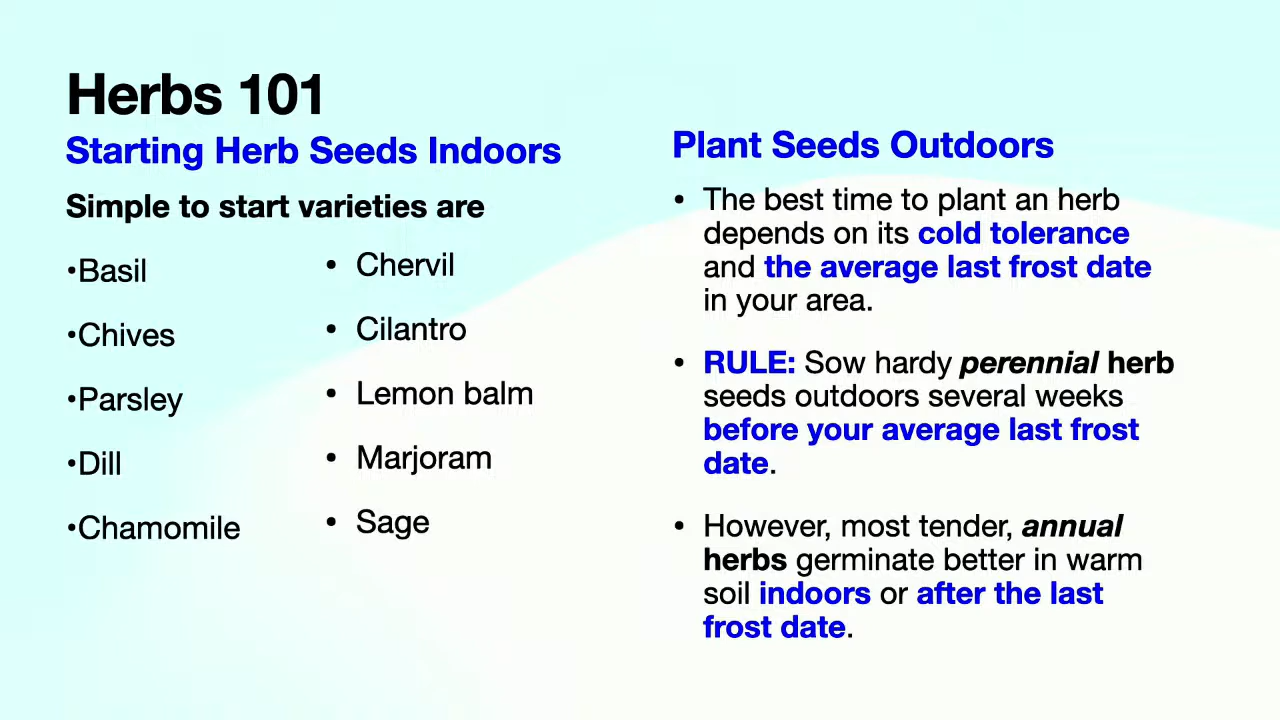 Herbs 101
Starting Herb Seeds Indoors
Simple to start varieties are
•Basil
•Chives
•Parsley
•Dill
•Chamomile
• Chervil
• Cilantro
• Lemon balm
• Marjoram
• Sage
Plant Seeds Outdoors
• The best time to plant an herb
depends on its cold tolerance
and the average last frost date
in your area.
• RULE: Sow hardy perennial herb
seeds outdoors several weeks
before your average last frost
date.
• However, most tender, annual
herbs germinate better in warm
soil indoors or after the last
frost date.